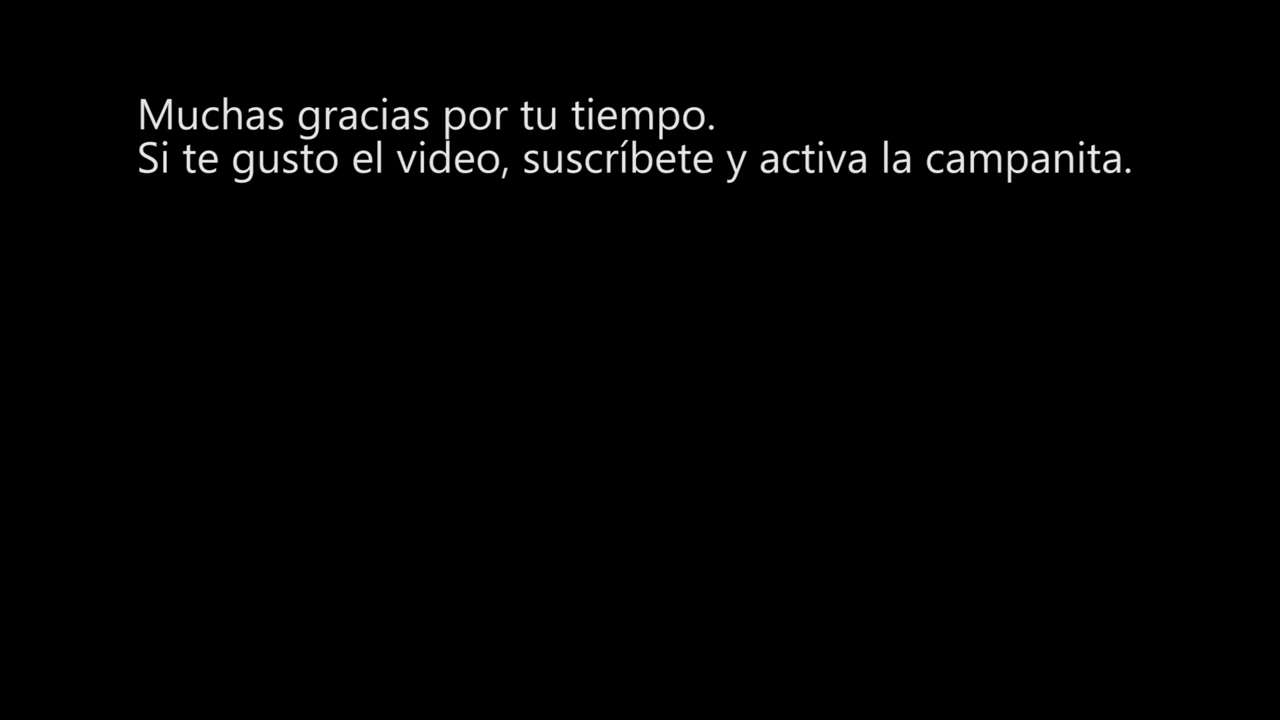 Muchas gracias por tu tiempo.
Si te gusto el video, suscríbete y activa la campanita.